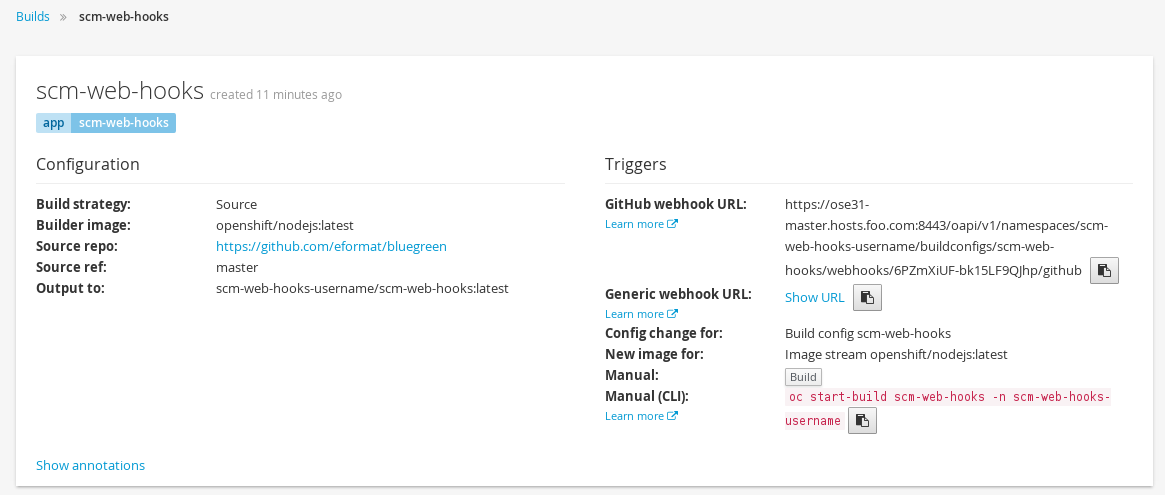 Builds » scm-web-hooks
scm-web-hooks created 11 minutes ago
app scm-web-hooks
Configuration
Build strategy: Source
Builder image: openshift/nodejs:latest
Source repo: https://github.com/eformat/bluegreen
Source ref: master
Output to: scm-web-hooks-username/scm-web-hooks:latest
Triggers
GitHub webhook URL: https://ose31-
Learn more
master.hosts.foo.com:8443/oapi/v1/namespaces/scm-
web-hooks-username/buildconfigs/scm-web-
hooks/webhooks/6PZmXiUF-bk15LF9QJhp/github
Generic webhook URL: Show URL
Learn more
Config change for: Build config scm-web-hooks
New image for: Image stream openshift/nodejs:latest
Manual: Build
Manual (CLI): oc start-build scm-web-hooks -n scm-web-hooks-
Learn more
username
Show annotations